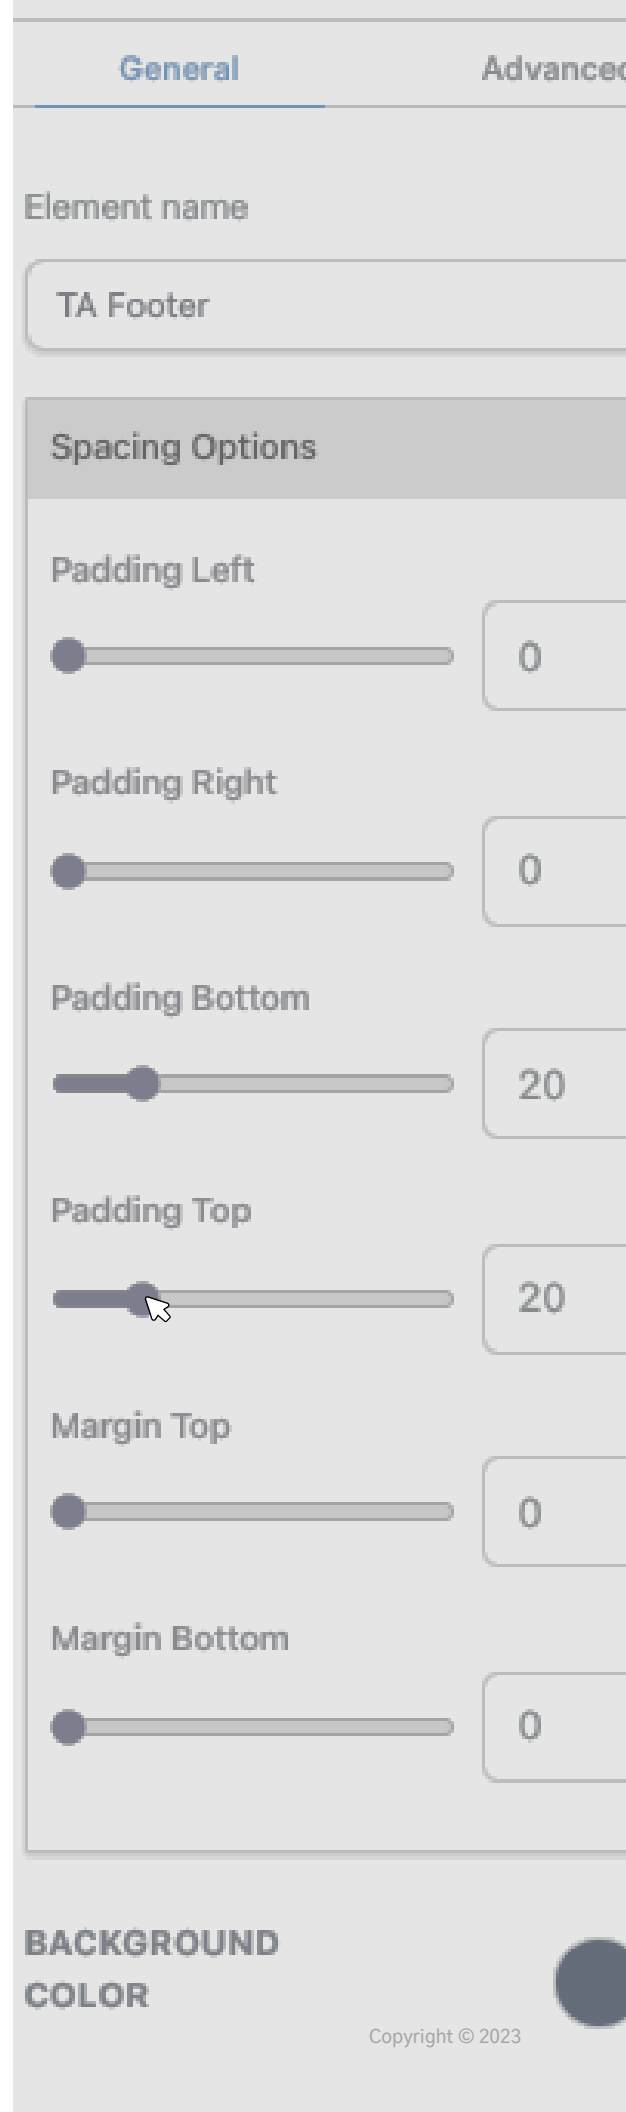 General Advanced
Element name
TA Footer
Spacing Options
Padding Left
0
Padding Right
0
Padding Bottom
20
Padding Top
20
Margin Top
0
Margin Bottom
0
BACKGROUND
COLOR
Copyright © 2023